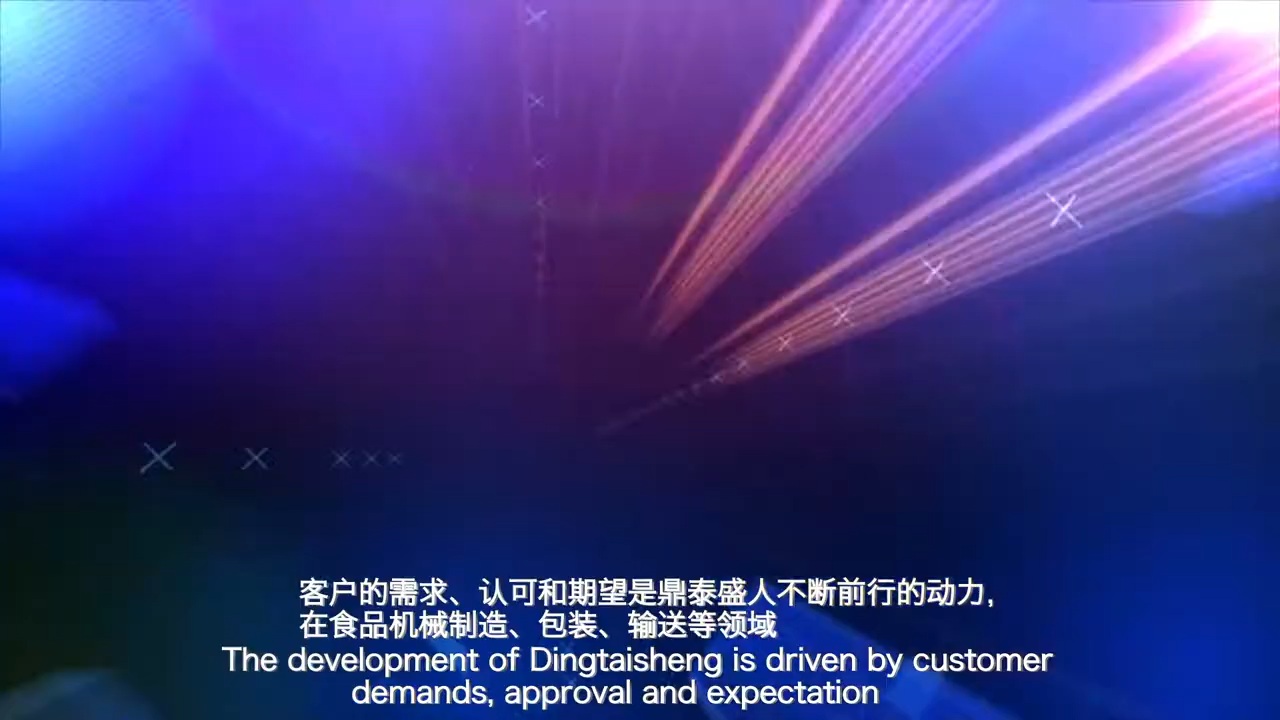 客户的需求、认可和期望是鼎泰盛人不断前行的动力,
在食品机械制造、包装、输送等领域
The development of Dingtaisheng is driven by customer
demands, approval and expectation